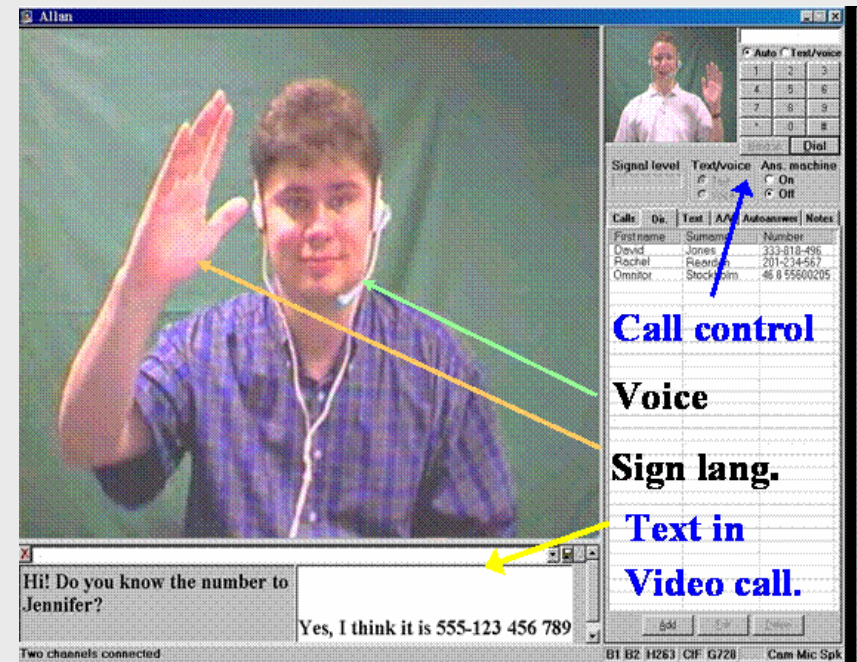 Allan
Auto Text/voice
1 2 3
4 5 6
7 8 9
* 0 #
Dial
Signal level Text/voice Ans. machine
On
Off
Calls Dir. Text A/V Autoanswer Notes
First name Surname Number
David Jones 333-818-496
Rachel Rearden 201-234-567
Omnitor Stockholm 46 8 55600205
Call control
Voice
Sign lang.
Text in
Video call.
Hi! Do you know the number to
Jennifer?
Yes, I think it is 555-123 456 789
Add
Two channels connected
B1 B2 H263 CIF G728 Cam Mic Spk